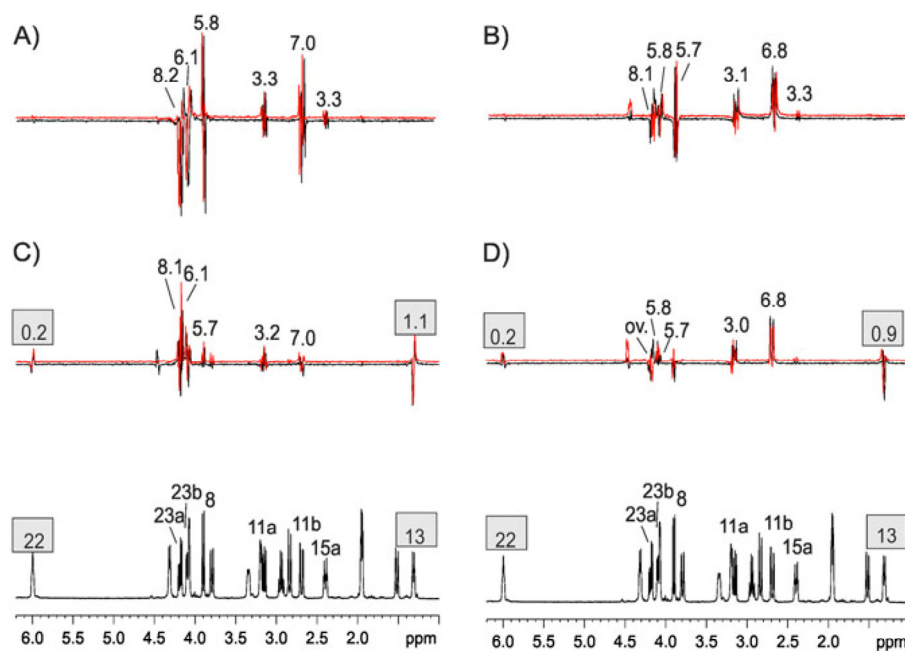 A)
5.8
7.0
6.1
8.2
3.3
3.3
B)
5.8
5.7
6.8
8.1
3.1
3.3
C)
8.1
6.1
0.2
5.7
3.2
7.0
1.1
D)
0.2
ov.
5.8
5.7
3.0
6.8
0.9
22
23a
23b
8
11a
11b
15a
13
6.0 5.5 5.0 4.5 4.0 3.5 3.0 2.5 2.0 ppm
22
23a
23b
8
11a
11b
15a
13
6.0 5.5 5.0 4.5 4.0 3.5 3.0 2.5 2.0 ppm